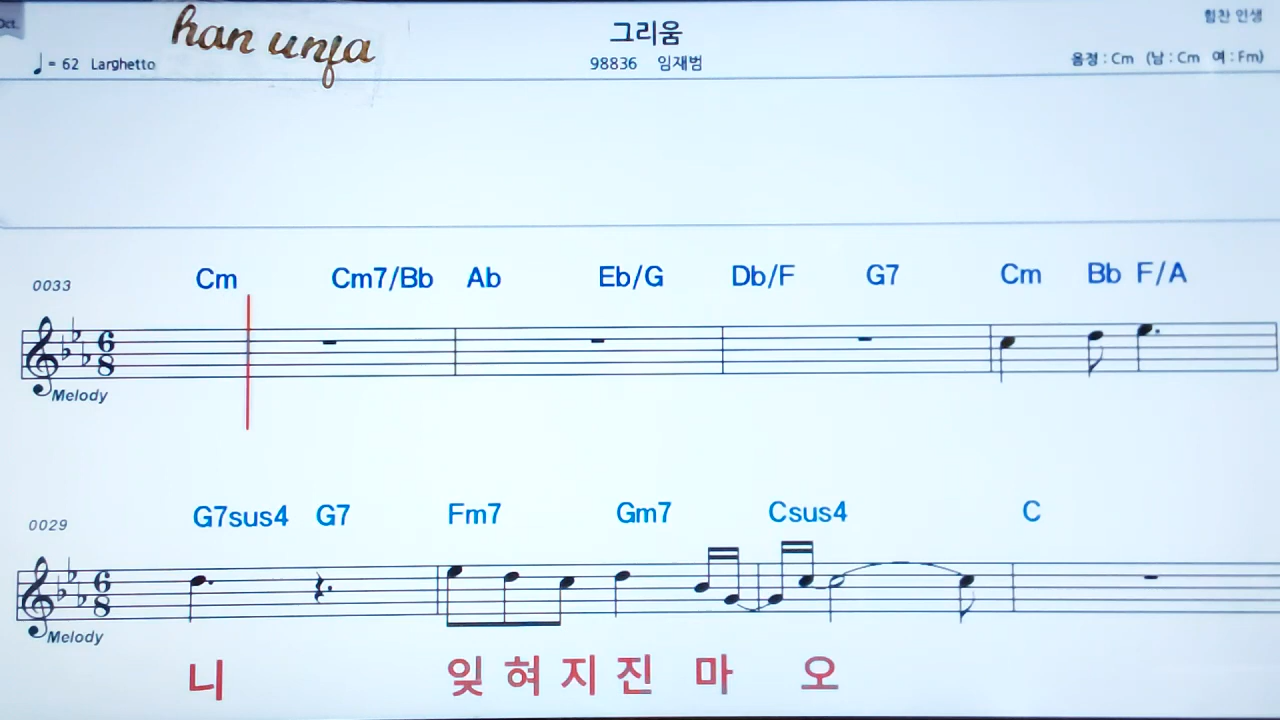 Oct.
han unfa
그리움
힘찬 인생
♩= 62 Larghetto
98836 임재범
음정 : Cm (남 : Cm 여 : Fm)
0033
Cm Cm7/Bb Ab Eb/G Db/F G7 Cm Bb F/A
6
8
Melody
0029
G7sus4 G7 Fm7 Gm7 Csus4 C
6
8
Melody
니 잊 혀 지 진 마 오